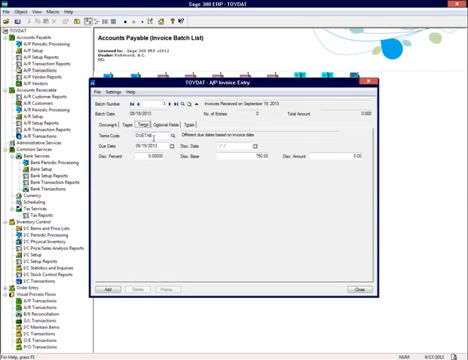 Sage 300 ERP - TOYDAT
File Object View Macro Help
TOYDAT
Accounts Payable
A/P Periodic Processing
A/P Setup
A/P Setup Reports
A/P Transactions
A/P Transaction Reports
A/P Vendor Reports
A/P Vendors
Accounts Receivable
A/R Customer Reports
A/R Customers
A/R Periodic Processing
A/R Setup
A/R Setup Reports
A/R Transaction Reports
A/R Transactions
Administrative Services
Common Services
Bank Services
Bank Periodic Processing
Bank Setup
Bank Transaction Reports
Bank Transactions
Currency
Scheduling
Tax Services
Tax Reports
Inventory Control
I/C Items and Price Lists
I/C Periodic Processing
I/C Physical Inventory
I/C Price/Sales Analysis Reports
I/C Setup
I/C Setup Reports
I/C Statistics and Inquiries
I/C Stock Control Reports
I/C Transactions
Order Entry
Visual Process Flows
A/P Transactions
A/R Transactions
B/K Reconciliation
G/L Transactions
I/C Maintain Items
I/C Transactions
O/E Transactions
P/O Transactions
Accounts Payable (Invoice Batch List)
Licensed to: Sage 300 ERP v2012
Dealer: Richmond, B.C.
TOYDAT - A/P Invoice Entry
File Settings Help
Batch Number 3 Invoices Received on September 19, 2013
Batch Date 09/19/2013 No. of Entries 0 Total Amount 0.000
Document Taxes Terms Optional Fields Totals
Terms Code DUETAB Different due dates based on invoice date
Due Date 09/19/2013 Disc. Date / /
Disc. Percent 0.00000 Disc. Base 750.00 Disc. Amount 0.00
Add Delete Close
For Help, press F1 NUM 9/17/2013